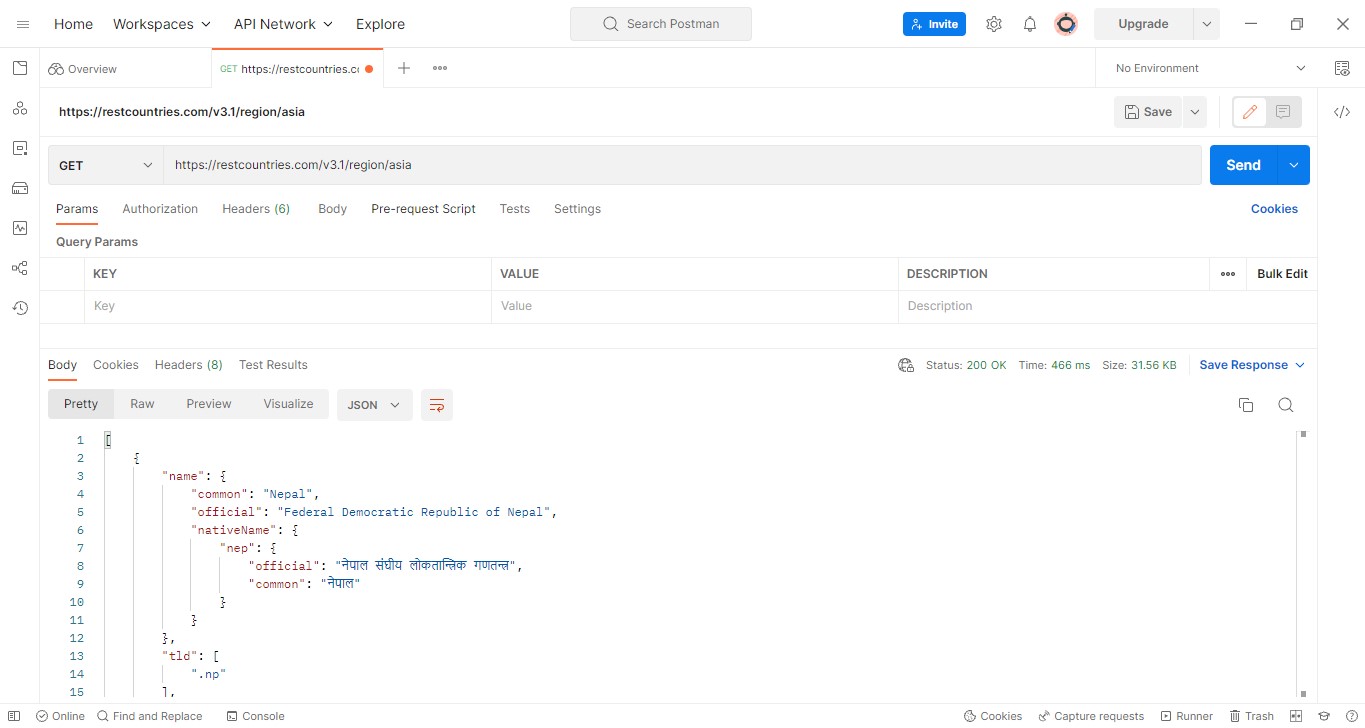 Home Workspaces API Network Explore Search Postman Invite Upgrade
Overview GET https://restcountries.cc No Environment
https://restcountries.com/v3.1/region/asia Save
GET https://restcountries.com/v3.1/region/asia Send
Params Authorization Headers (6) Body Pre-request Script Tests Settings Cookies
Query Params
KEY VALUE DESCRIPTION Bulk Edit
Key Value Description
Body Cookies Headers (8) Test Results Status: 200 OK Time: 466 ms Size: 31.56 KB Save Response
Pretty Raw Preview Visualize JSON
1 [
2 {
3 "name": {
4 "common": "Nepal",
5 "official": "Federal Democratic Republic of Nepal",
6 "nativeName": {
7 "nep": {
8 "official": "नेपाल संघीय लोकतान्त्रिक गणतन्त्र",
9 "common": "नेपाल"
10 }
11 }
12 },
13 "tld": [
14 ".np"
15 ],
Online Find and Replace Console Cookies Capture requests Runner Trash